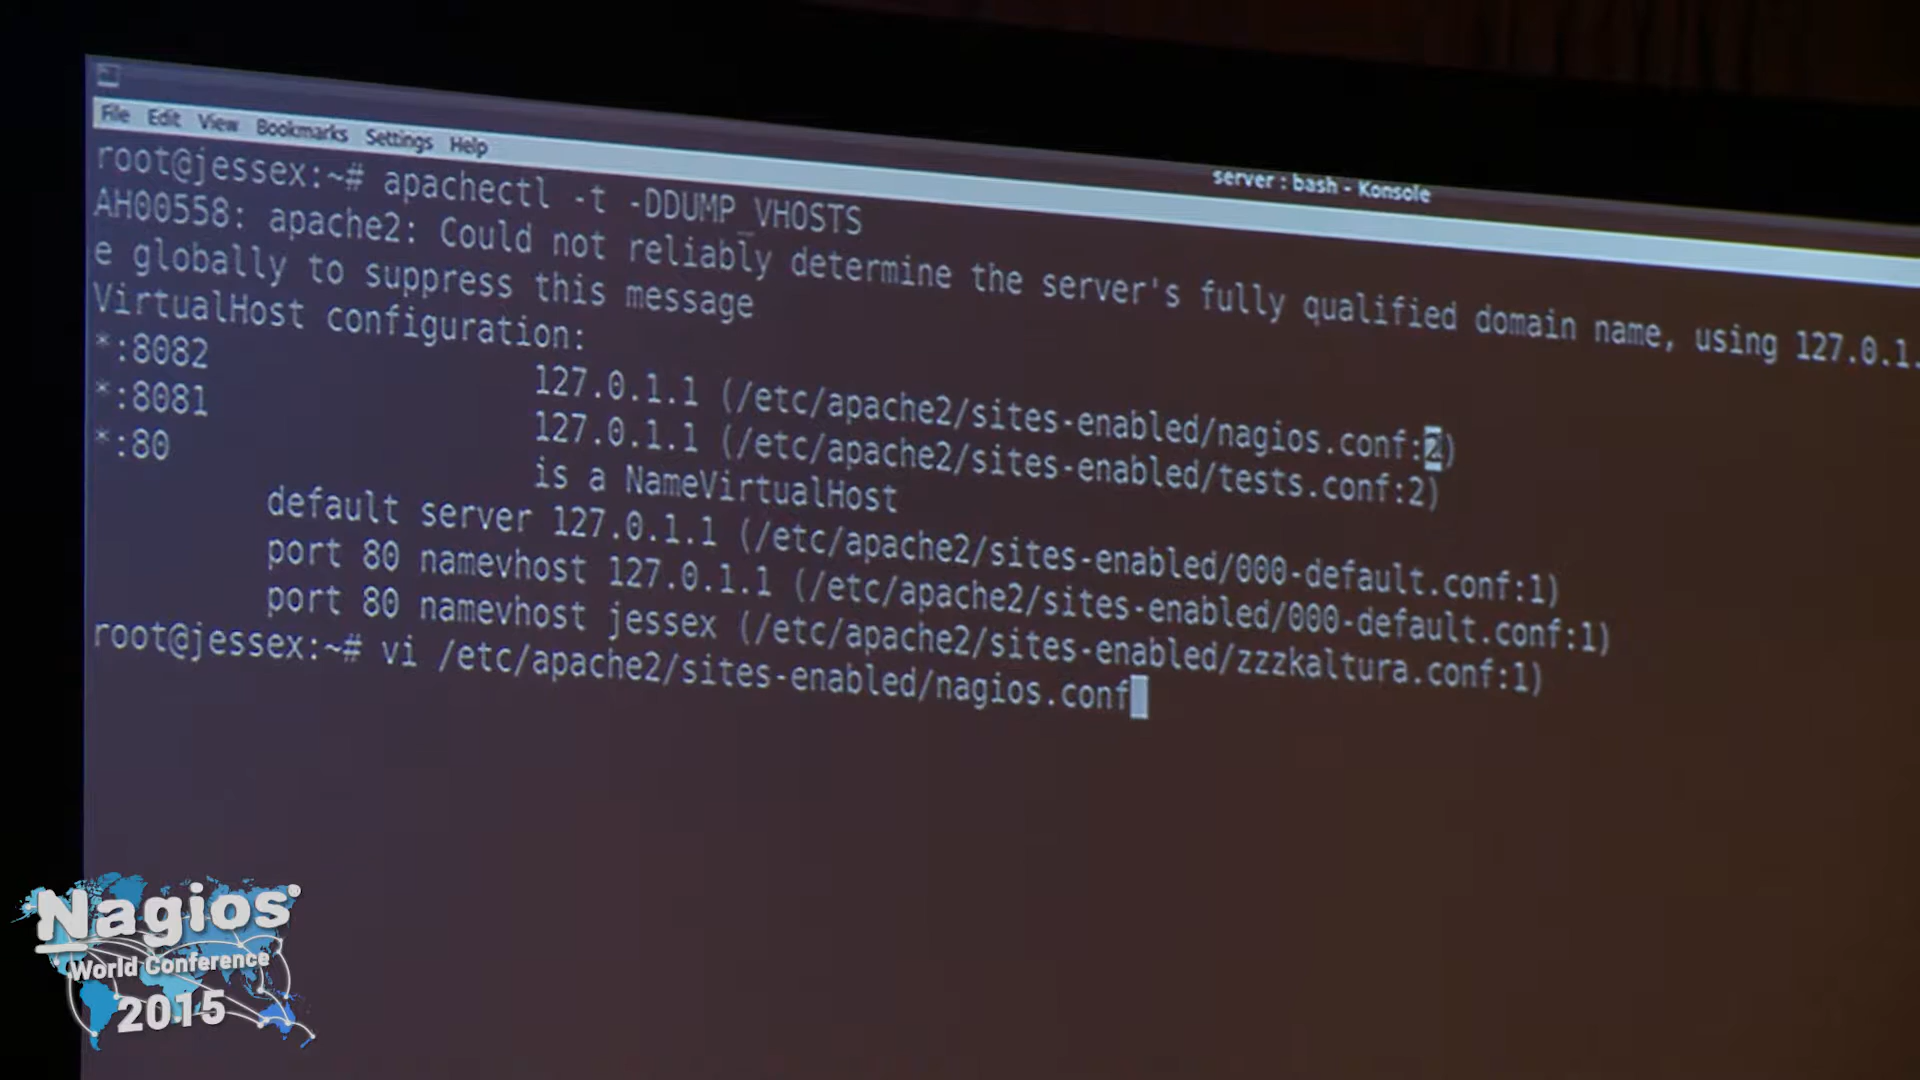 File Edit View Bookmarks Settings Help
server : bash - Konsole
root@jessex:~# apachectl -t -DDUMP_VHOSTS
AH00558: apache2: Could not reliably determine the server's fully qualified domain name, using 127.0.1.
e globally to suppress this message
VirtualHost configuration:
*:8082 127.0.1.1 (/etc/apache2/sites-enabled/nagios.conf:2)
*:8081 127.0.1.1 (/etc/apache2/sites-enabled/tests.conf:2)
*:80 is a NameVirtualHost
default server 127.0.1.1 (/etc/apache2/sites-enabled/000-default.conf:1)
port 80 namevhost 127.0.1.1 (/etc/apache2/sites-enabled/000-default.conf:1)
port 80 namevhost jessex (/etc/apache2/sites-enabled/zzzkaltura.conf:1)
root@jessex:~# vi /etc/apache2/sites-enabled/nagios.conf
Nagios®
World Conference
2015